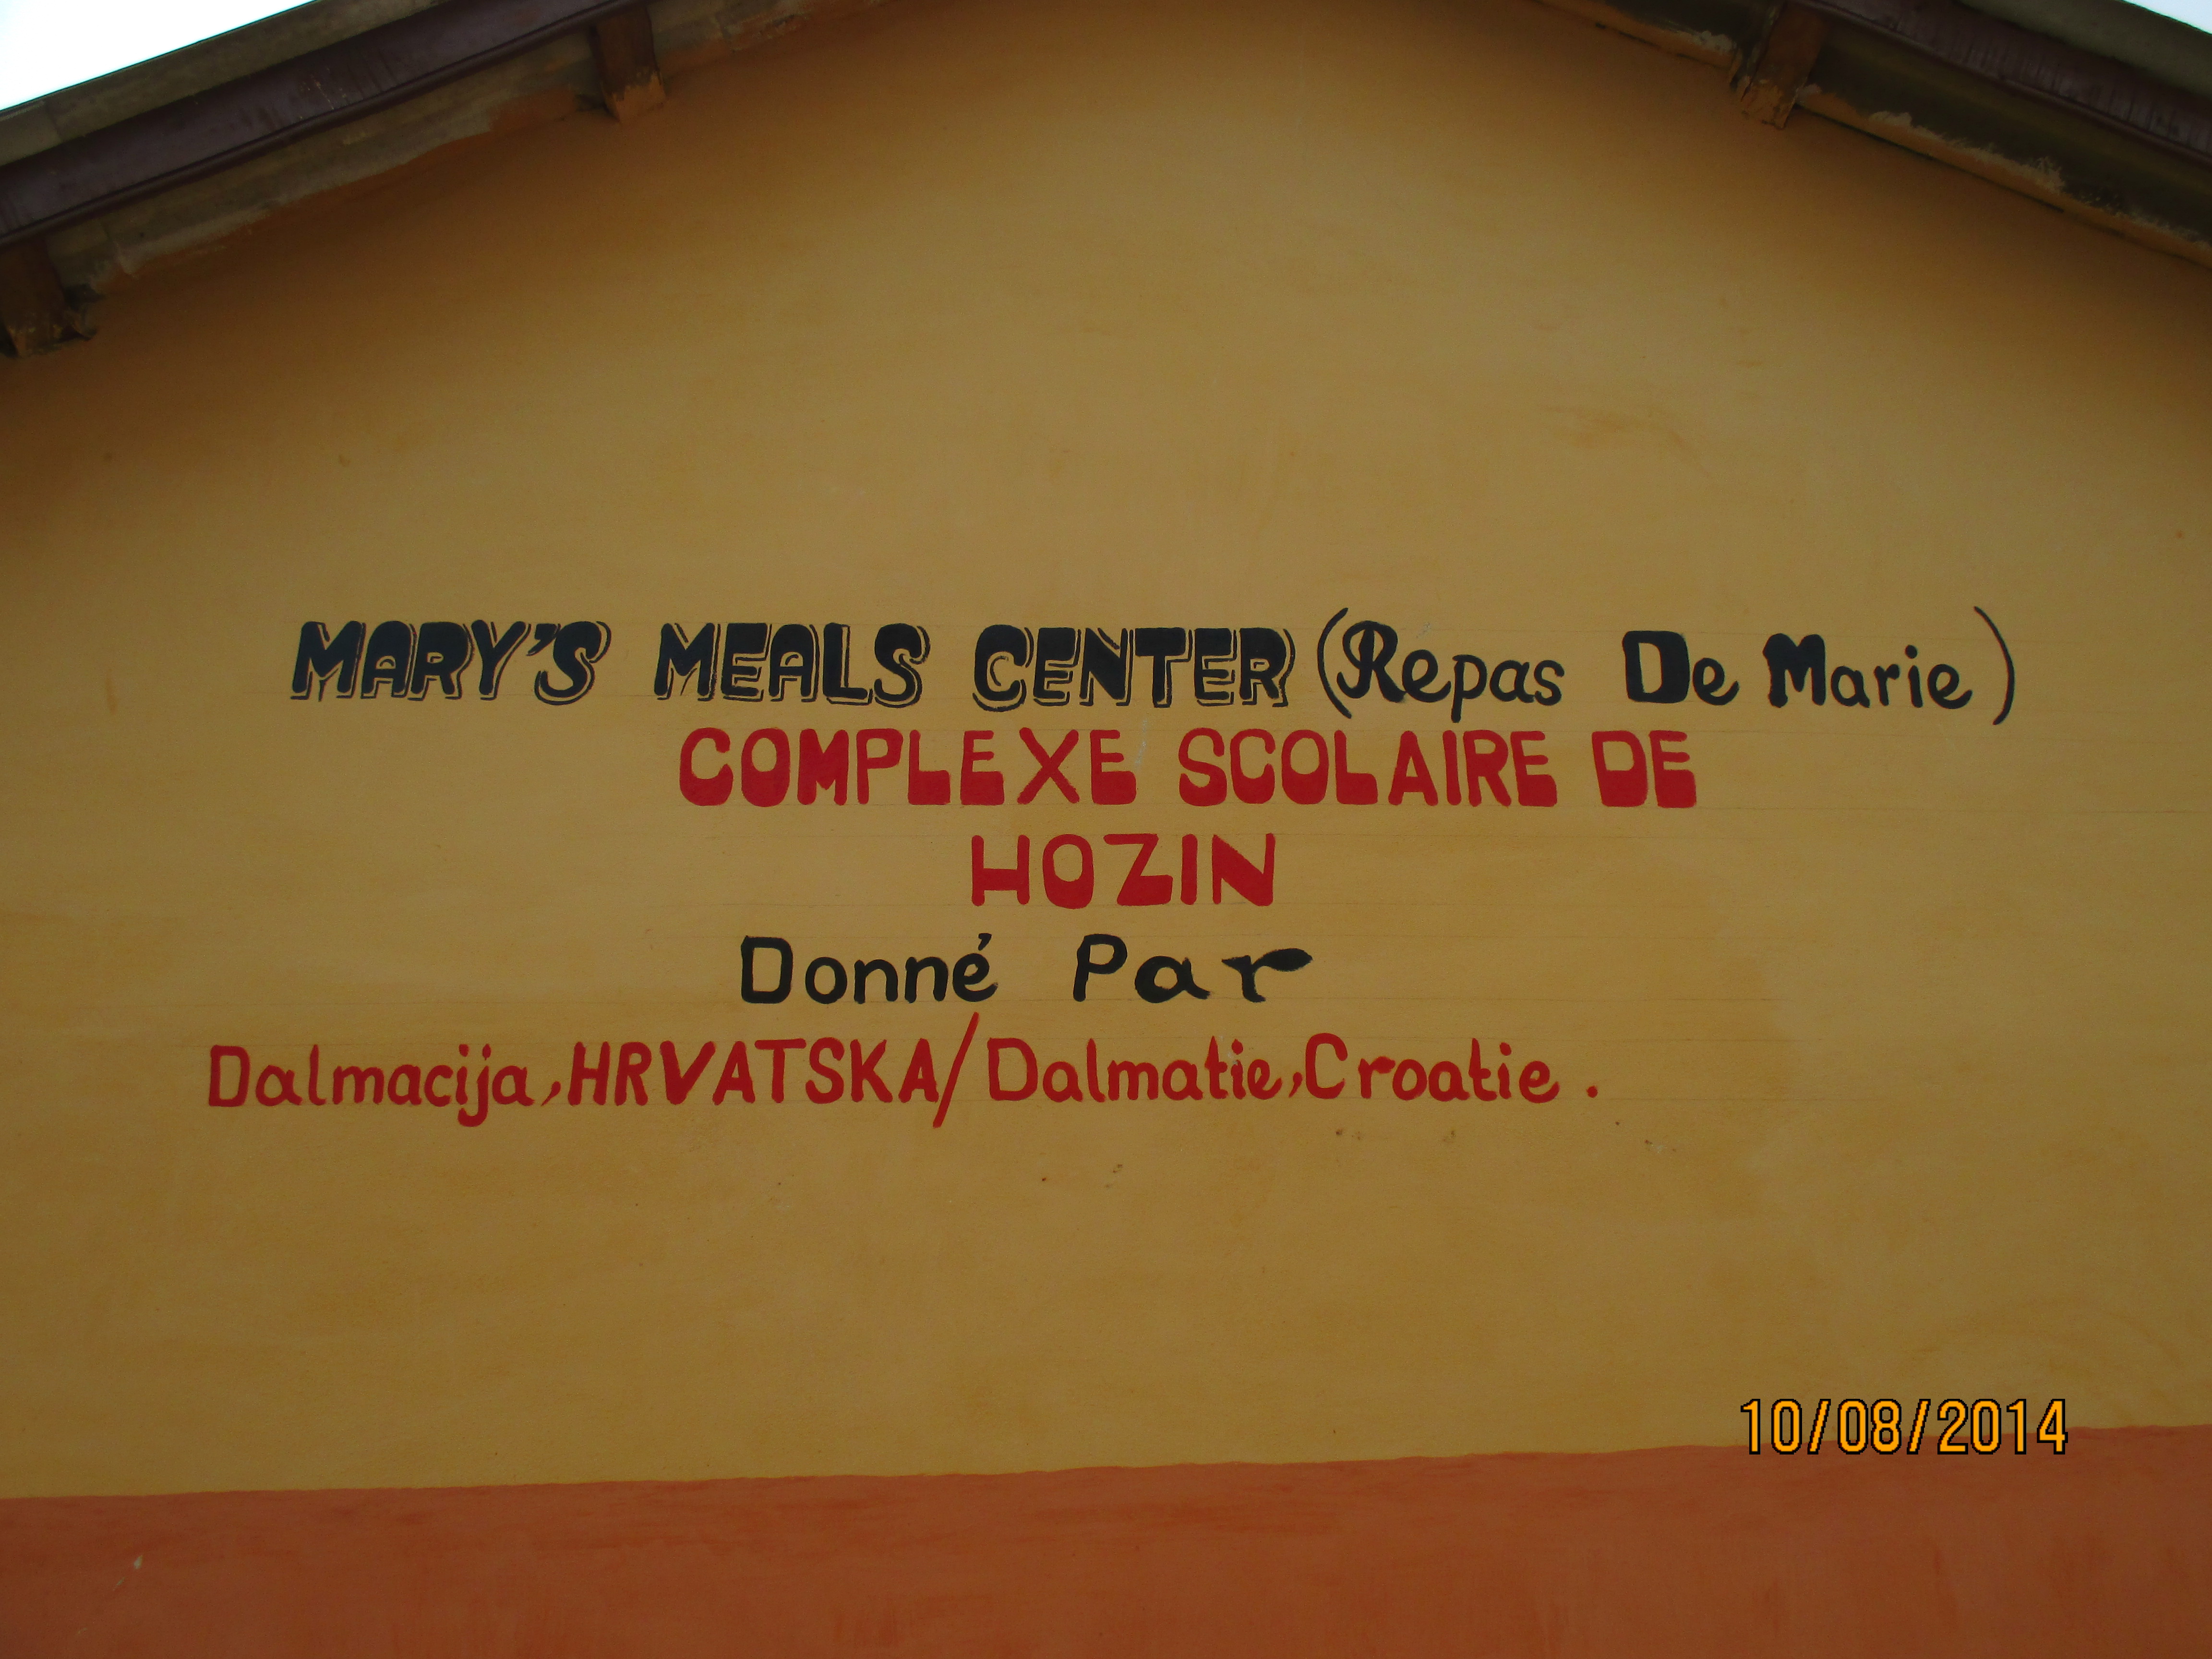 MARY'S MEALS CENTER (Repas De Marie)
COMPLEXE SCOLAIRE DE
HOZIN
Donné Par
Dalmacija, HRVATSKA/Dalmatie, Croatie.
10/08/2014